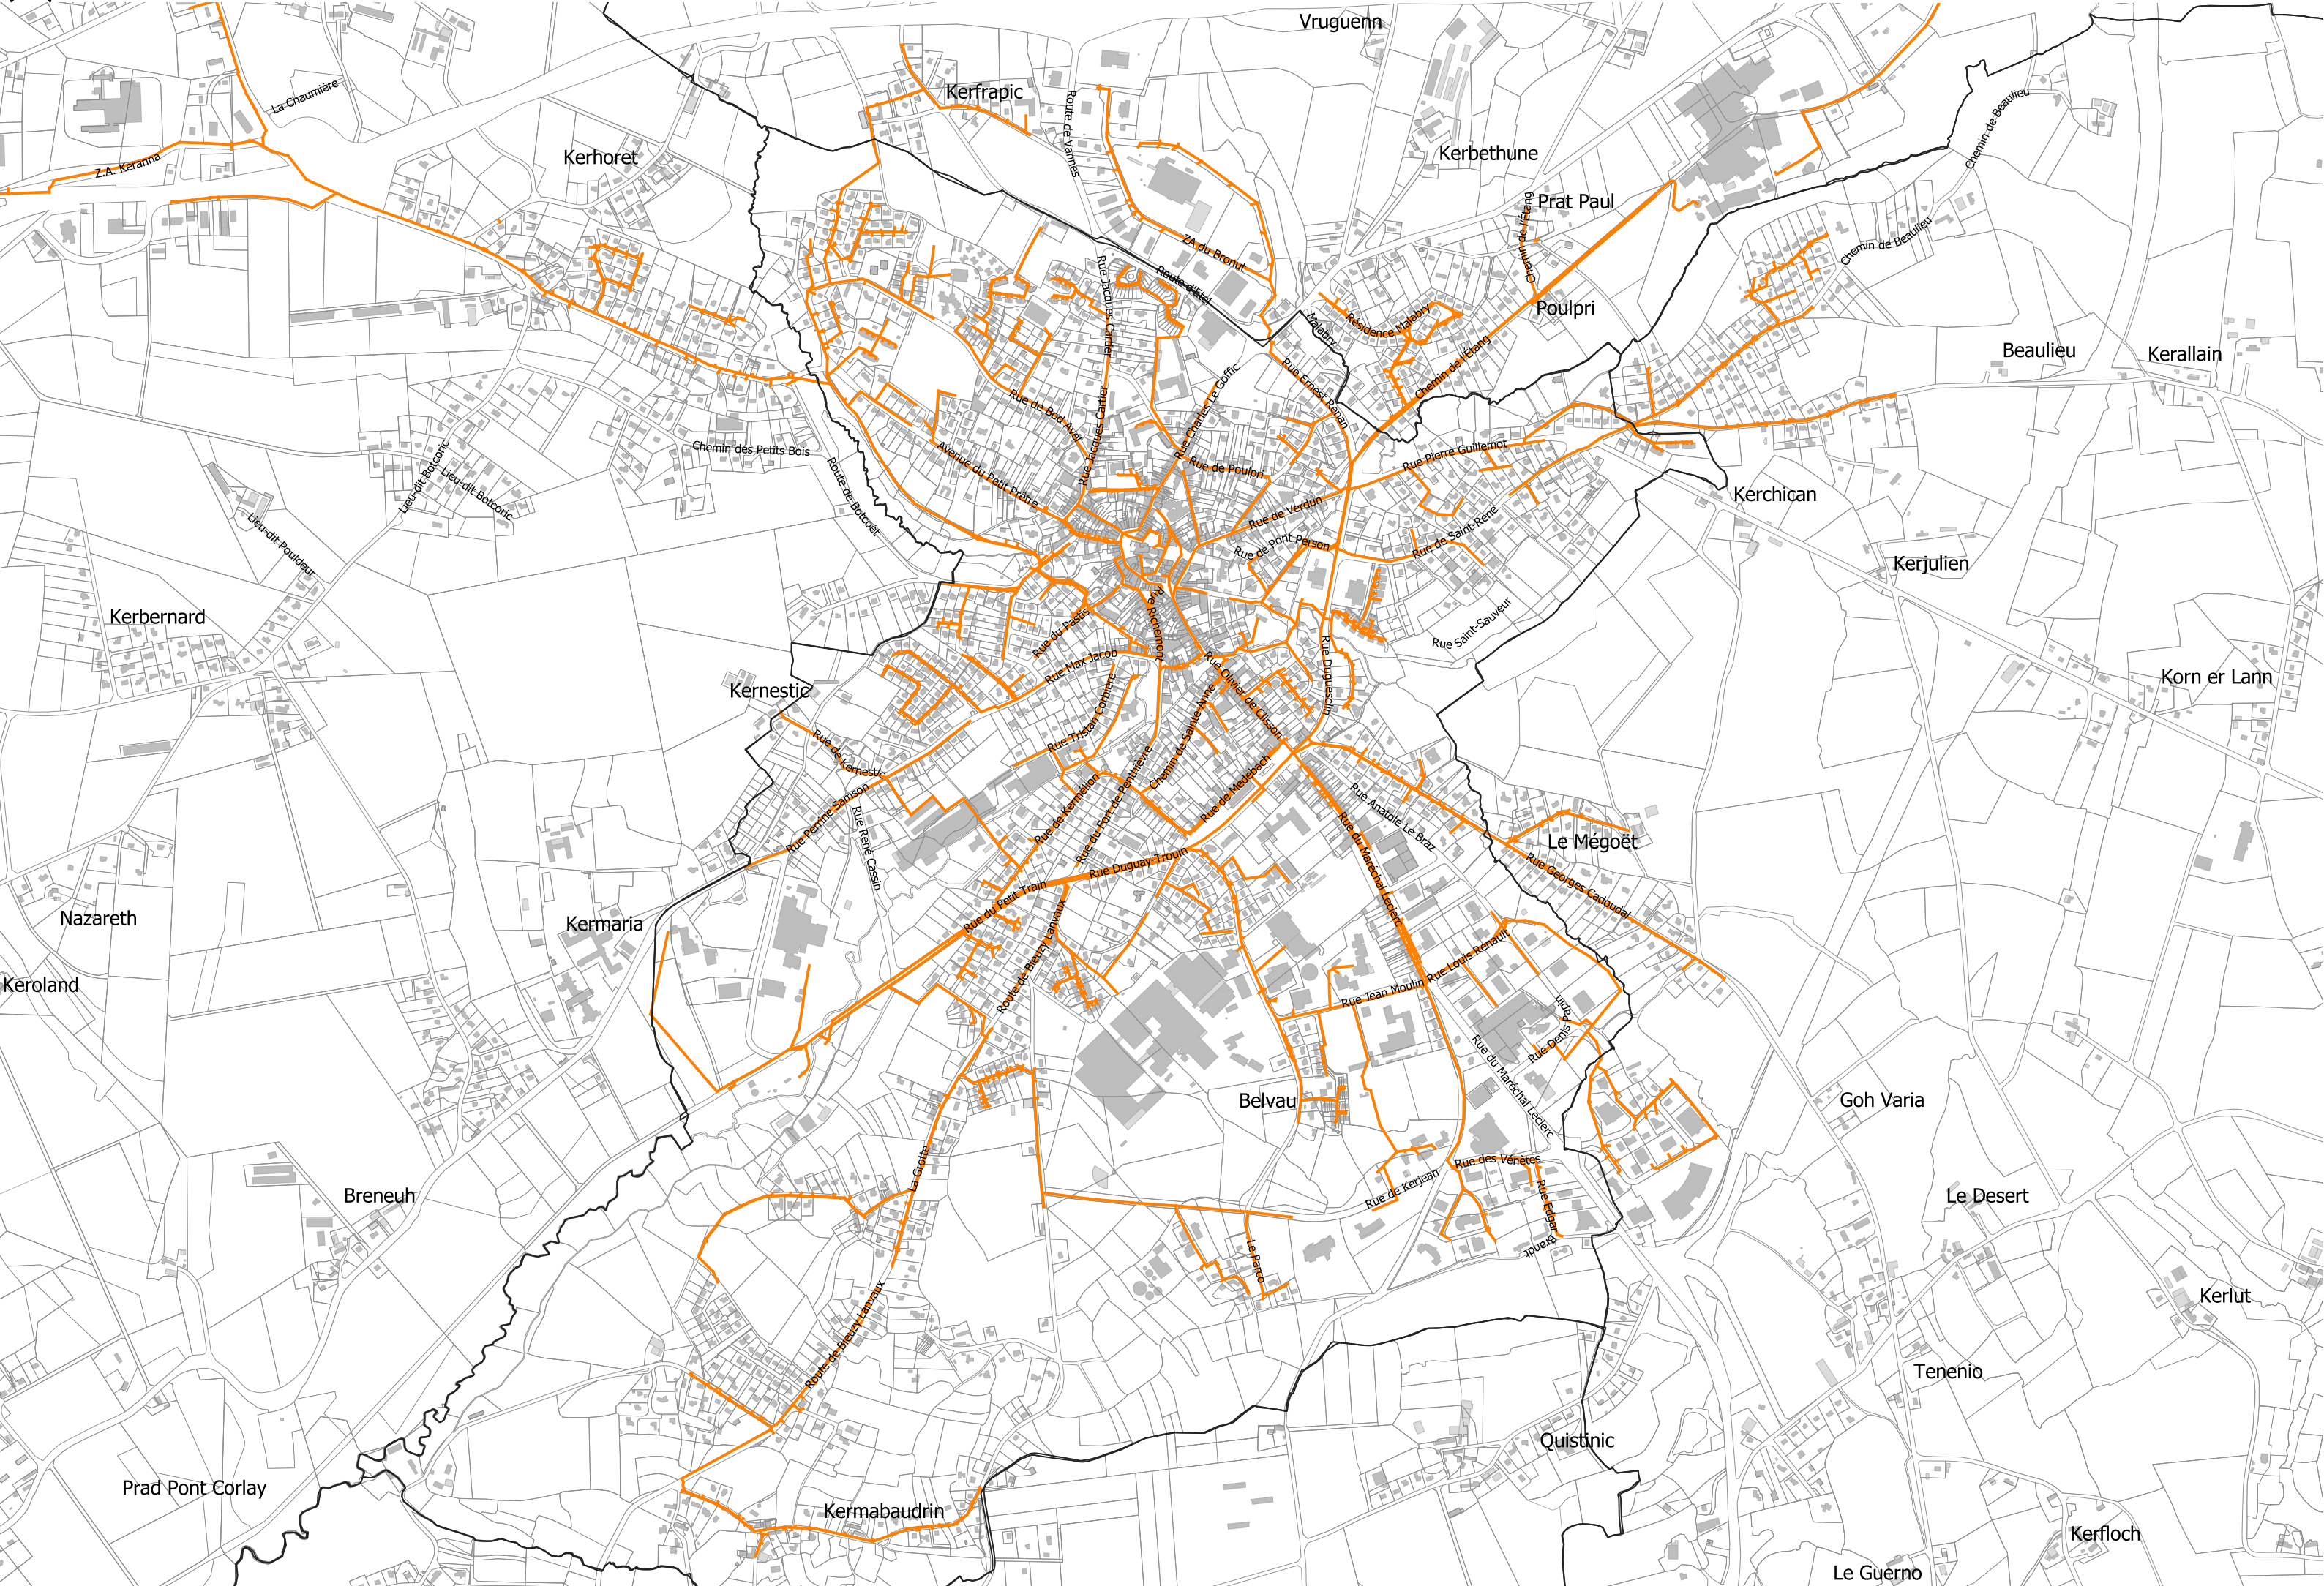 Vruguenn
La Chaumière
Kerfrapic
Route de Vannes
Chemin de Beaulieu
Kerhoret
Z.A. Keranna
Kerbethune
Prat Paul
Chemin de l'Étang
Chemin de Beaulieu
ZA du Bronut
Route d'Etel
Rue Jacques Cartier
Poulpri
Résidence Malabry
Malabry
Beaulieu
Kerallain
Chemin de l'Étang
Rue Ernest Renan
Rue Charles Le Goffic
Rue de Bod Avel
Rue Jacques Cartier
Chemin des Petits Bois
Avenue du Petit Prêtre
Rue Pierre Guillemot
Rue de Poulpri
Lieu-dit Botcoric
Lieu-dit Botcoric
Route de Botcoët
Kerchican
Rue de Verdun
Lieu-dit Pouldeur
Rue de Saint-René
Rue de Pont Person
Kerjulien
Kerbernard
Rue Richemont
Rue du Pastis
Rue Saint-Sauveur
Rue Max Jacob
Rue Duguesclin
Korn er Lann
Kernestic
Rue Olivier de Clisson
Rue Tristan Corbière
Chemin de Sainte-Anne
Rue de Kernestic
Rue de Kermélion
Rue du Fort de Penthièvre
Rue de Medebach
Rue Perrine Samson
Rue René Cassin
Rue Anatole Le Braz
Le Mégoët
Rue du Maréchal Leclerc
Rue Duguay-Trouin
Rue Georges Cadoudal
Rue du Petit Train
Nazareth
Kermaria
Route de Bieuzy Lanvaux
Rue Louis Renault
Keroland
Rue Jean Moulin
Rue Denis Papin
Rue du Maréchal Leclerc
Belvau
Goh Varia
La Grotte
Rue des Vénètes
Rue de Kerjean
Breneuh
Le Desert
Rue Edgar Brandt
Le Parco
Kerlut
Route de Bieuzy Lanvaux
Tenenio
Quistinic
Prad Pont Corlay
Kermabaudrin
Kerfloch
Le Guerno